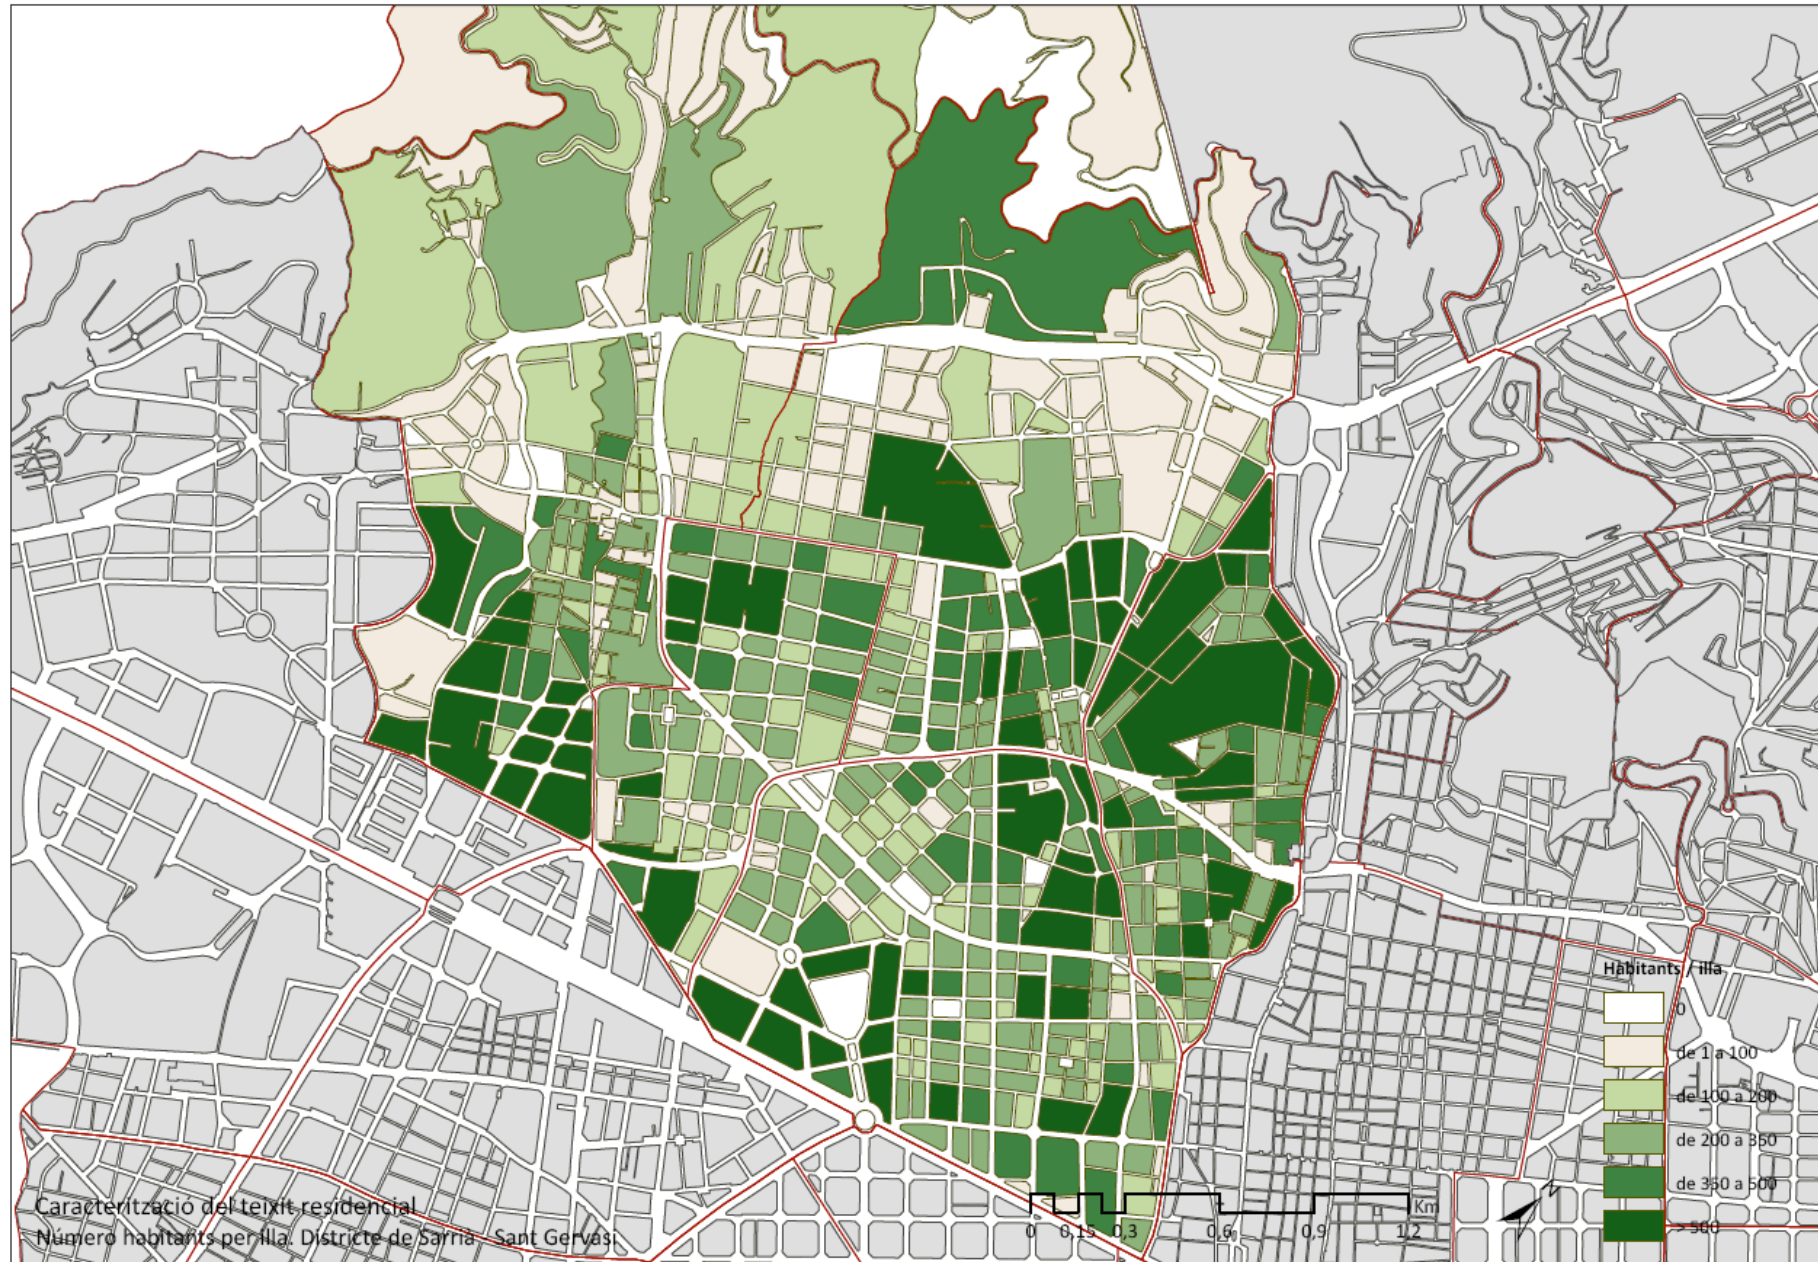 Habitants / illa
0
de 1 a 100
de 100 a 200
de 200 a 350
de 350 a 500
> 500
Caracterització del teixit residencial
Número habitants per illa. Districte de Sarrià - Sant Gervasi
Km
0 0,15 0,3 0,6 0,9 1,2